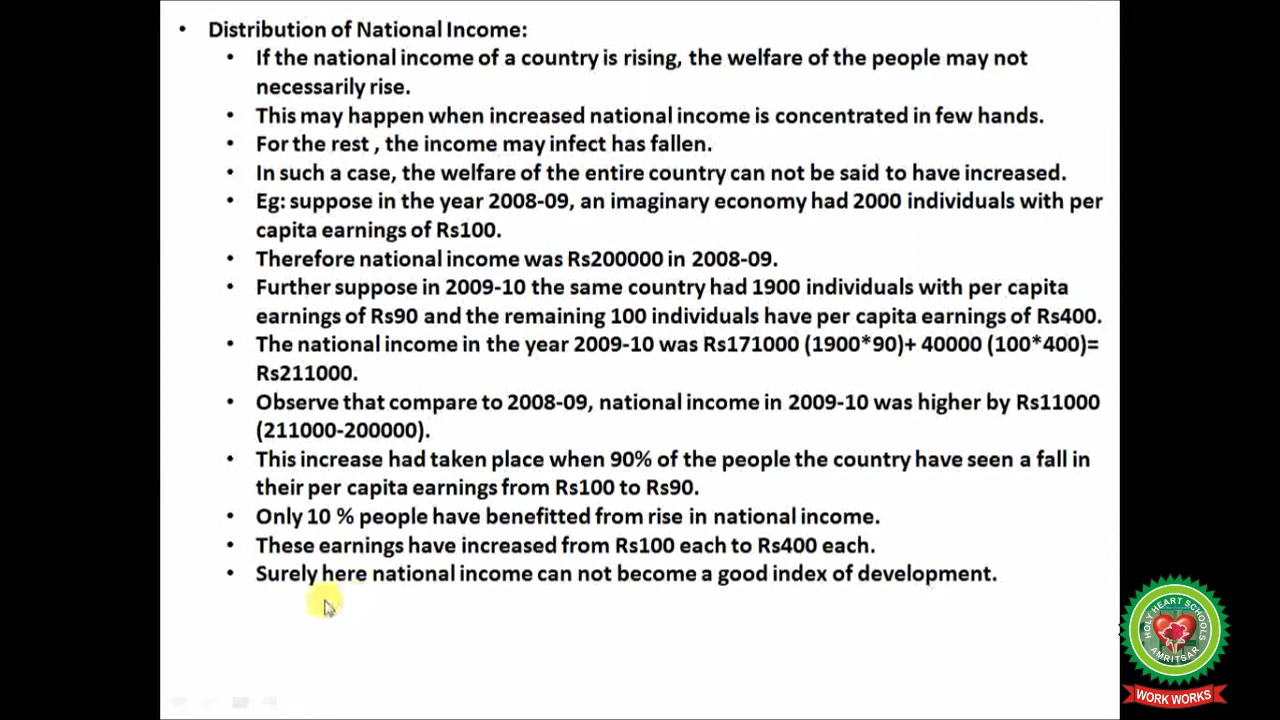 • Distribution of National Income:
• If the national income of a country is rising, the welfare of the people may not
necessarily rise.
• This may happen when increased national income is concentrated in few hands.
• For the rest , the income may infect has fallen.
• In such a case, the welfare of the entire country can not be said to have increased.
• Eg: suppose in the year 2008-09, an imaginary economy had 2000 individuals with per
capita earnings of Rs100.
• Therefore national income was Rs200000 in 2008-09.
• Further suppose in 2009-10 the same country had 1900 individuals with per capita
earnings of Rs90 and the remaining 100 individuals have per capita earnings of Rs400.
• The national income in the year 2009-10 was Rs171000 (1900*90)+ 40000 (100*400)=
Rs211000.
• Observe that compare to 2008-09, national income in 2009-10 was higher by Rs11000
(211000-200000).
• This increase had taken place when 90% of the people the country have seen a fall in
their per capita earnings from Rs100 to Rs90.
• Only 10 % people have benefitted from rise in national income.
• These earnings have increased from Rs100 each to Rs400 each.
• Surely here national income can not become a good index of development.
HOLY HEART SCHOOLS
AMRITSAR
WORK WORKS